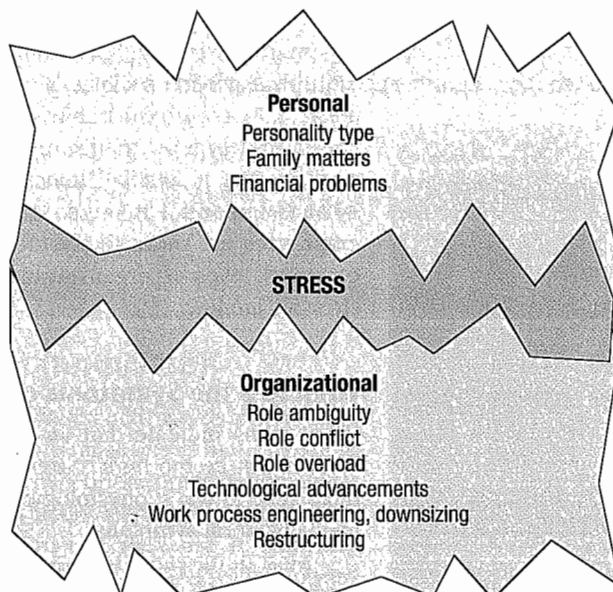 Personal
Personality type
Family matters
Financial problems
STRESS
Organizational
Role ambiguity
Role conflict
Role overload
Technological advancements
Work process engineering, downsizing
Restructuring